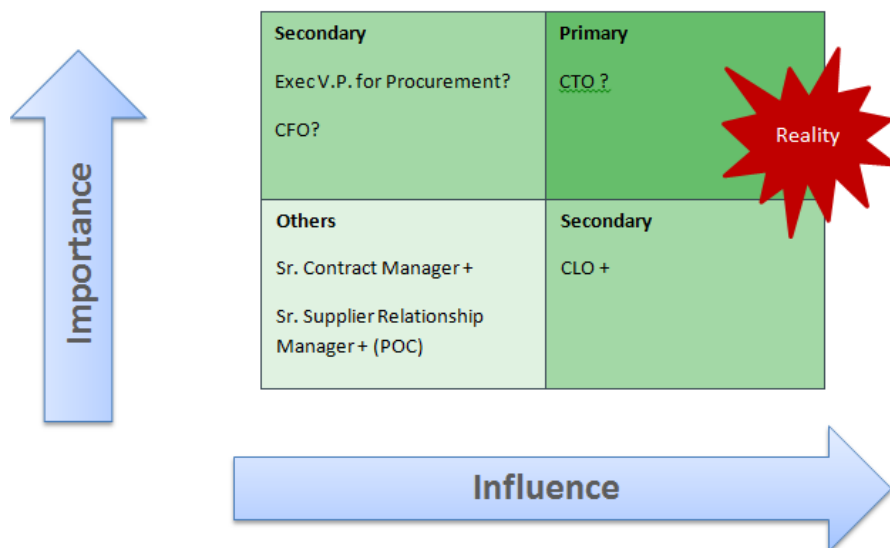 Secondary
Exec V.P. for Procurement?
CFO?
Primary
CTO ?
Reality
Importance
Others
Sr. Contract Manager +
Sr. Supplier Relationship
Manager + (POC)
Secondary
CLO +
Influence